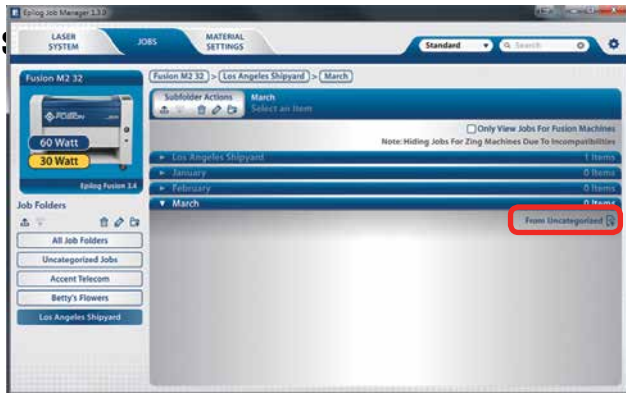 Epilog Job Manager 1.3.9
LASER SYSTEM
JOBS
MATERIAL SETTINGS
Standard
Search
Fusion M2 32
FUSION
60 Watt
30 Watt
Epilog Fusion 3.4
Job Folders
All Job Folders
Uncategorized Jobs
Accent Telecom
Betty's Flowers
Los Angeles Shipyard
Fusion M2 32 > Los Angeles Shipyard > March
Subfolder Actions
March
Select an Item
Only View Jobs For Fusion Machines
Note: Hiding Jobs For Zing Machines Due To Incompatibilities
Los Angeles Shipyard 1 Items
January 0 Items
February 0 Items
March 0 Items
From Uncategorized